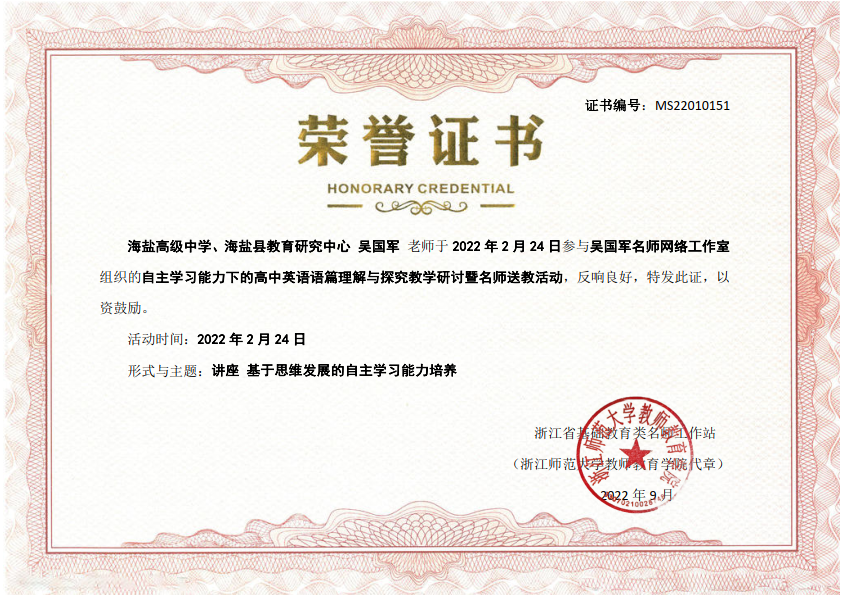 证书编号：MS22010151
荣誉证书
HONORARY CREDENTIAL
海盐高级中学、海盐县教育研究中心 吴国军 老师于 2022 年 2 月 24 日参与吴国军名师网络工作室
组织的自主学习能力下的高中英语语篇理解与探究教学研讨暨名师送教活动，反响良好，特发此证，以
资鼓励。
活动时间：2022 年 2 月 24 日
形式与主题：讲座 基于思维发展的自主学习能力培养
浙江省基础教育类名师工作站
（浙江师范大学教师教育学院代章）
2022 年 9 月
浙江师范大学教师教育学院